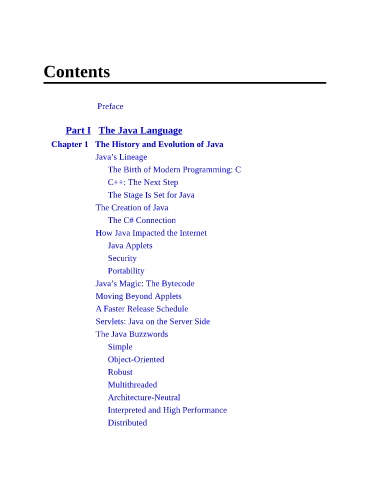 Contents
Preface
Part I The Java Language
Chapter 1 The History and Evolution of Java
Java's Lineage
The Birth of Modern Programming: C
C++: The Next Step
The Stage Is Set for Java
The Creation of Java
The C# Connection
How Java Impacted the Internet
Java Applets
Security
Portability
Java's Magic: The Bytecode
Moving Beyond Applets
A Faster Release Schedule
Servlets: Java on the Server Side
The Java Buzzwords
Simple
Object-Oriented
Robust
Multithreaded
Architecture-Neutral
Interpreted and High Performance
Distributed